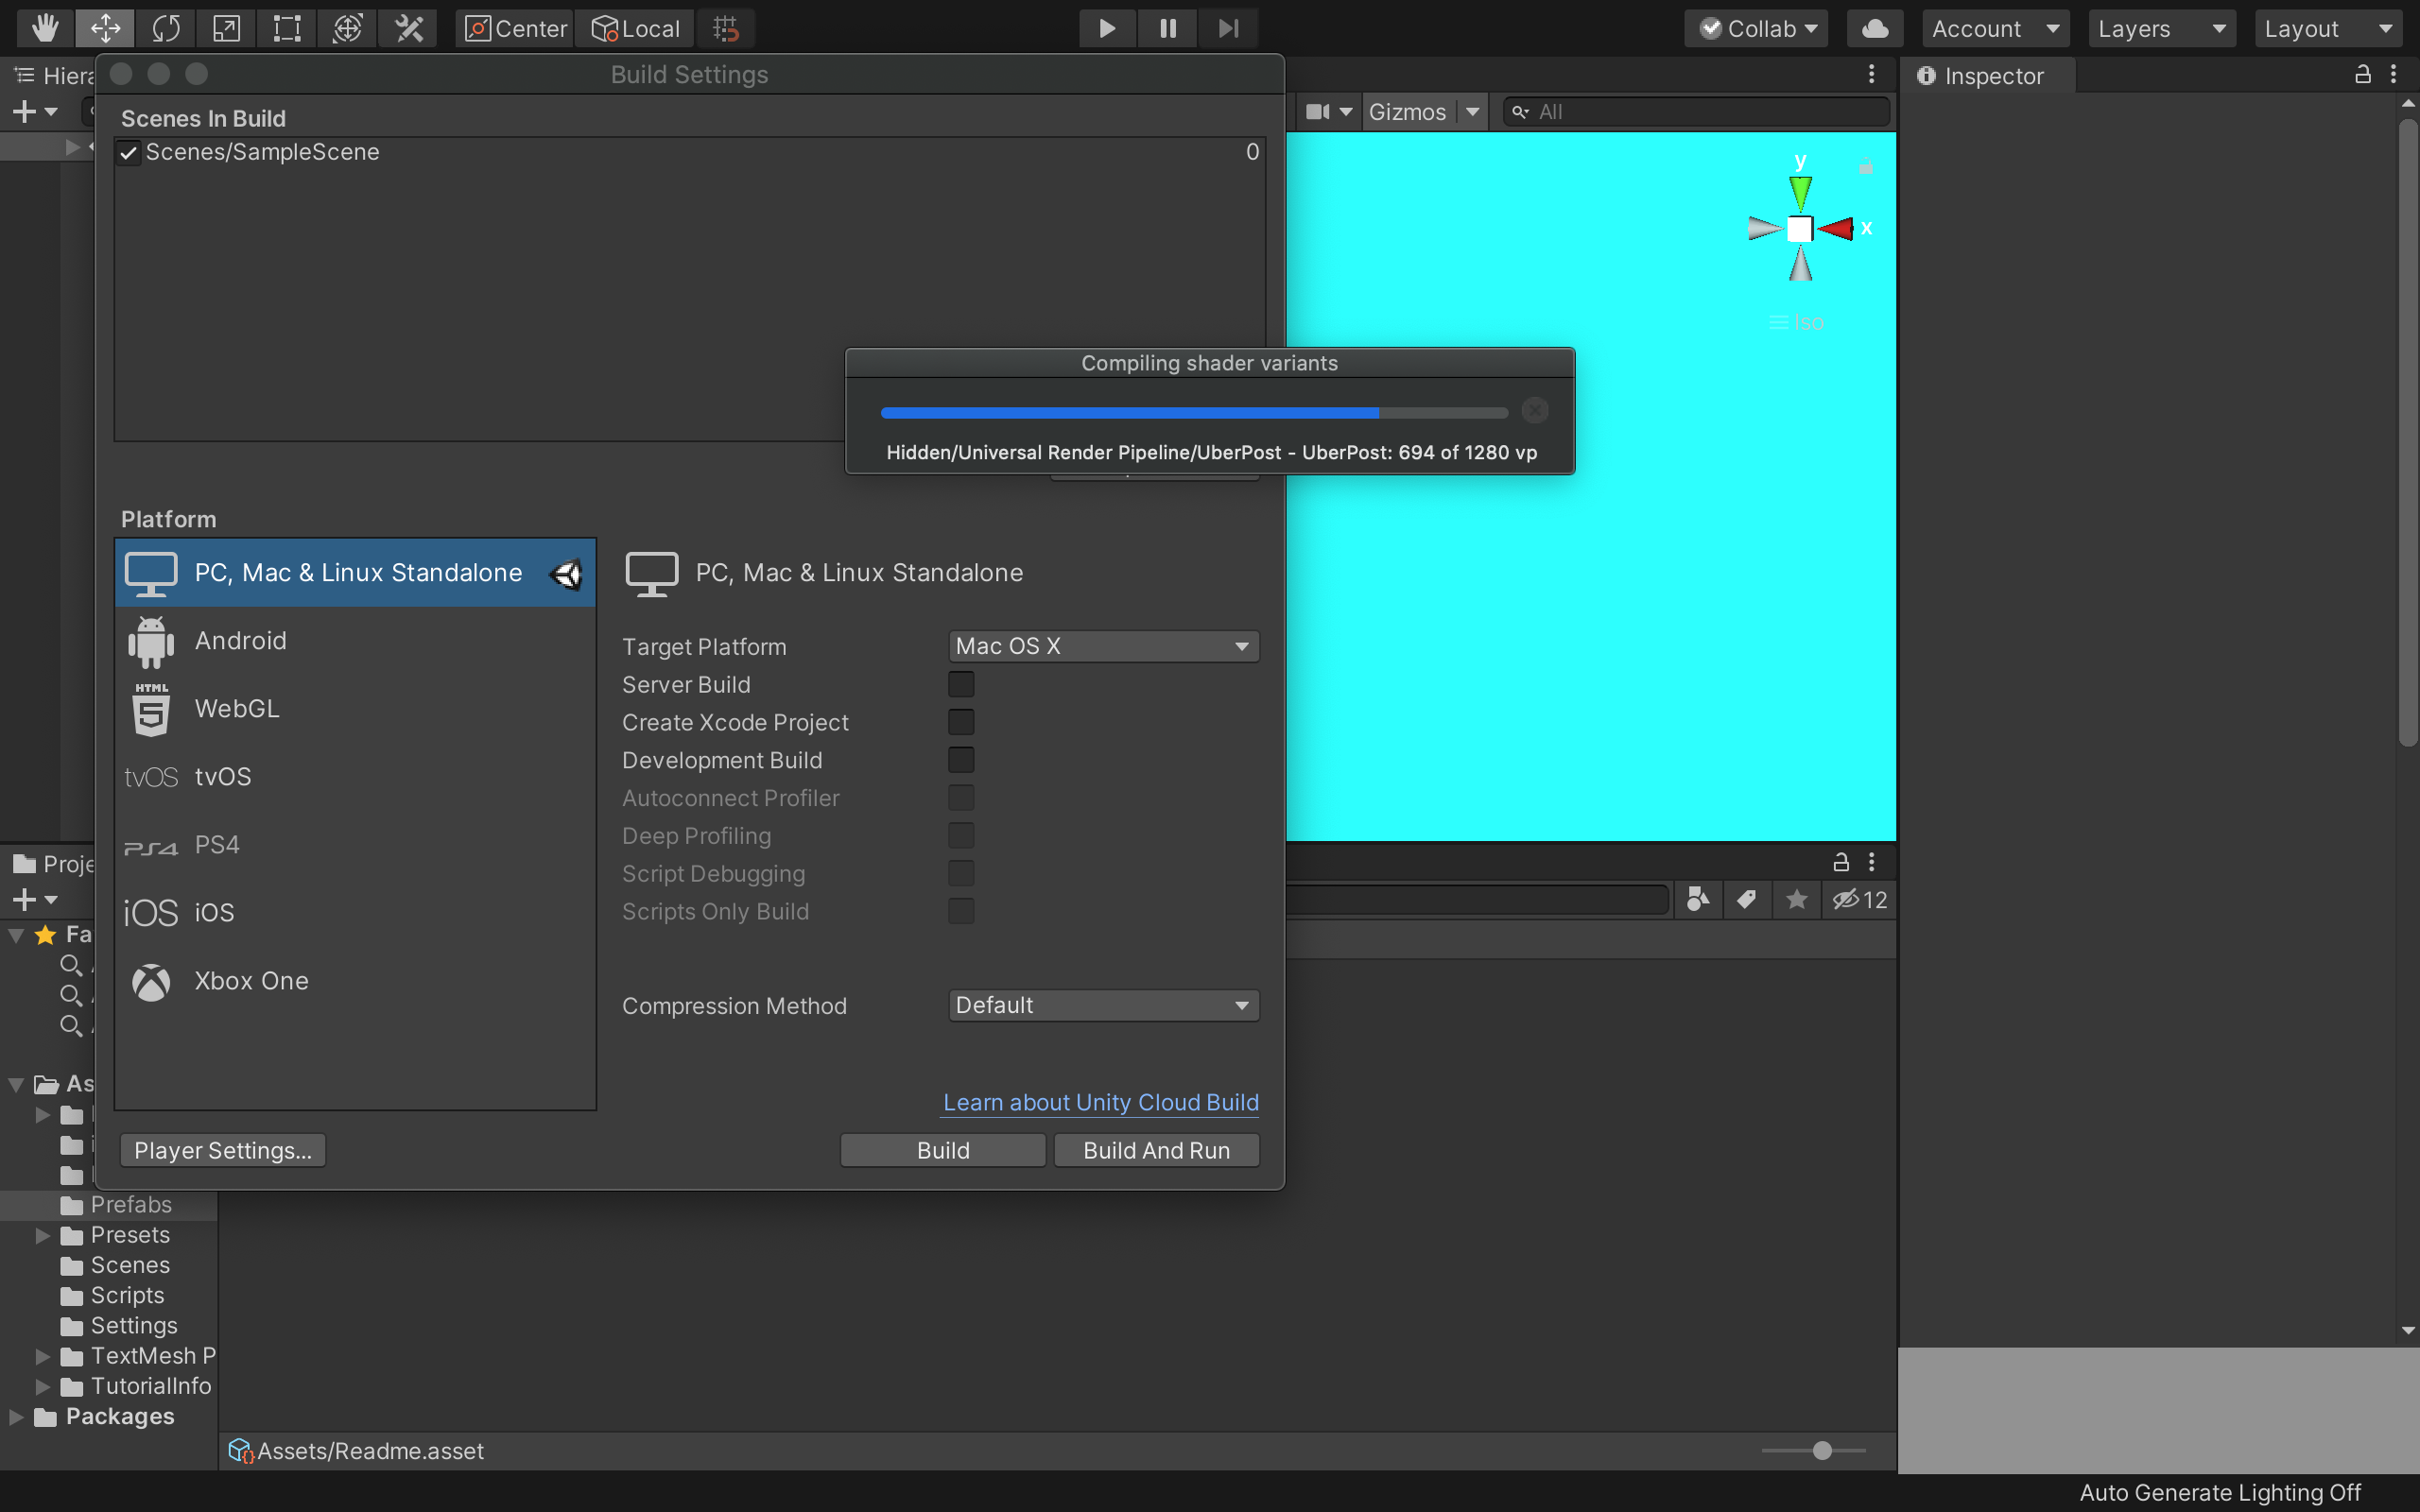 Center
Local
Collab
Account
Layers
Layout
Build Settings
Inspector
Scenes In Build
Gizmos
All
Scenes/SampleScene
0
y
x
Iso
Compiling shader variants
Hidden/Universal Render Pipeline/UberPost - UberPost: 694 of 1280 vp
Platform
PC, Mac & Linux Standalone
PC, Mac & Linux Standalone
Android
Target Platform
Mac OS X
Server Build
HTML
5
WebGL
Create Xcode Project
Development Build
tvOS tvOS
Autoconnect Profiler
Deep Profiling
PS4 PS4
Script Debugging
iOS iOS
Scripts Only Build
12
Xbox One
Compression Method
Default
Learn about Unity Cloud Build
Player Settings...
Build
Build And Run
Prefabs
Presets
Scenes
Scripts
Settings
TextMesh P
TutorialInfo
Packages
Assets/Readme.asset
Auto Generate Lighting Off